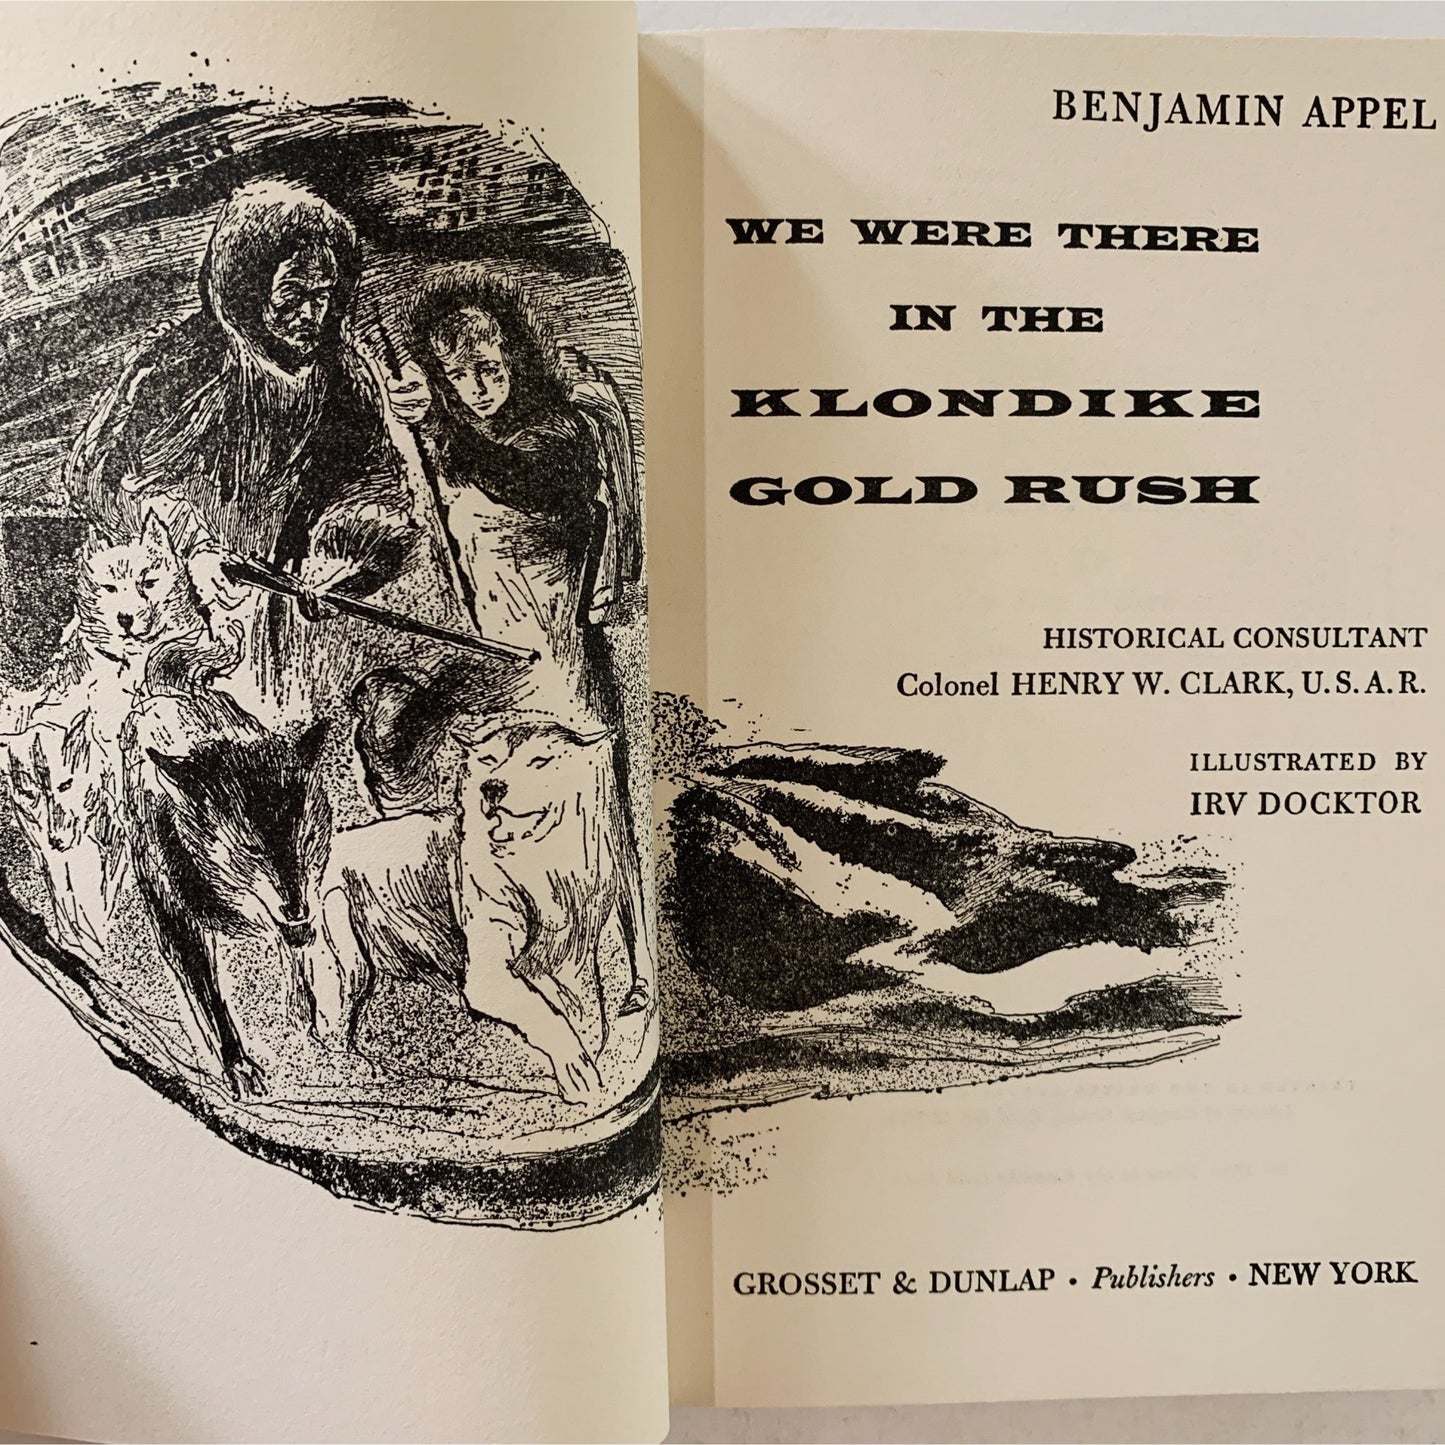 BENJAMIN APPEL
WE WERE THERE
IN THE
KLONDIKE
GOLD RUSH
HISTORICAL CONSULTANT
Colonel HENRY W. CLARK, U.S.A.R.
ILLUSTRATED BY
IRV DOCKTOR
GROSSET & DUNLAP • Publishers • NEW YORK